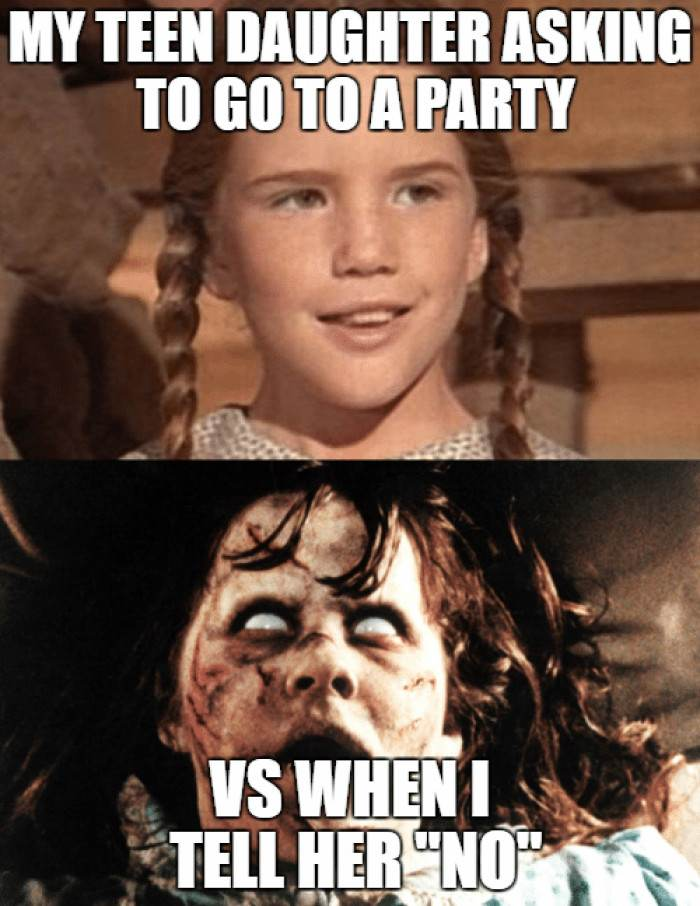 MY TEEN DAUGHTER ASKING
TO GO TO A PARTY
VS WHEN I
TELL HER "NO"